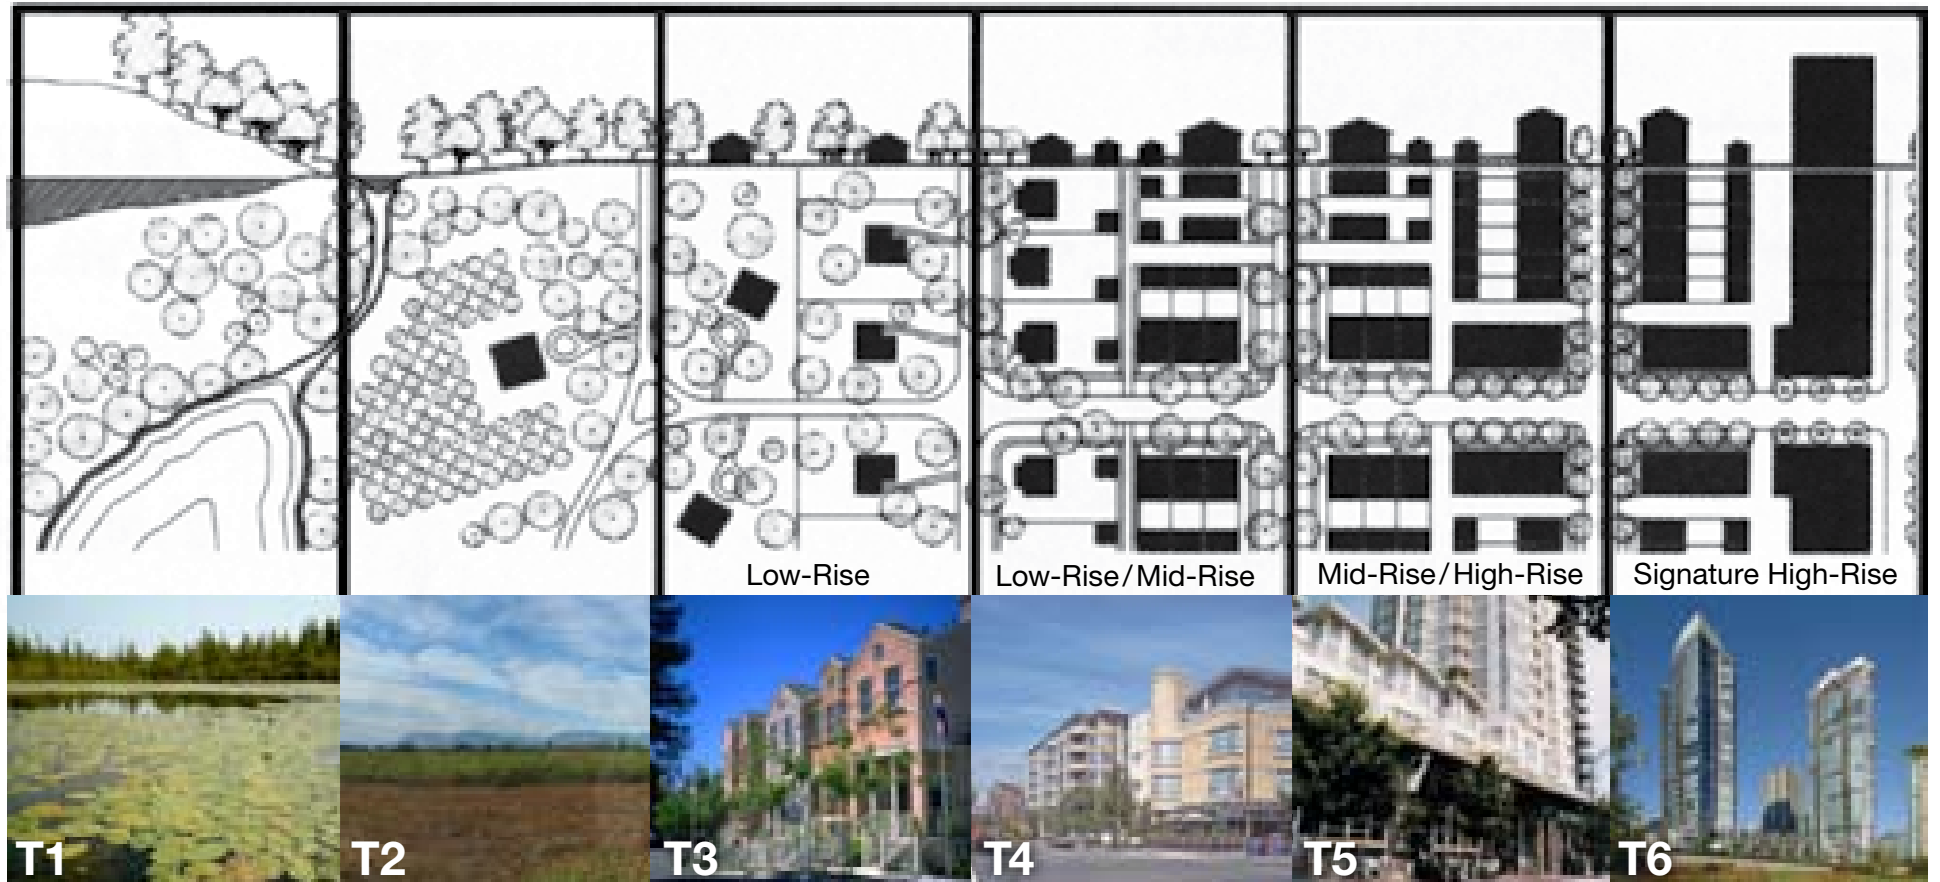 Low-Rise
Low-Rise/Mid-Rise
Mid-Rise/High-Rise
Signature High-Rise
T1
T2
T3
T4
T5
T6